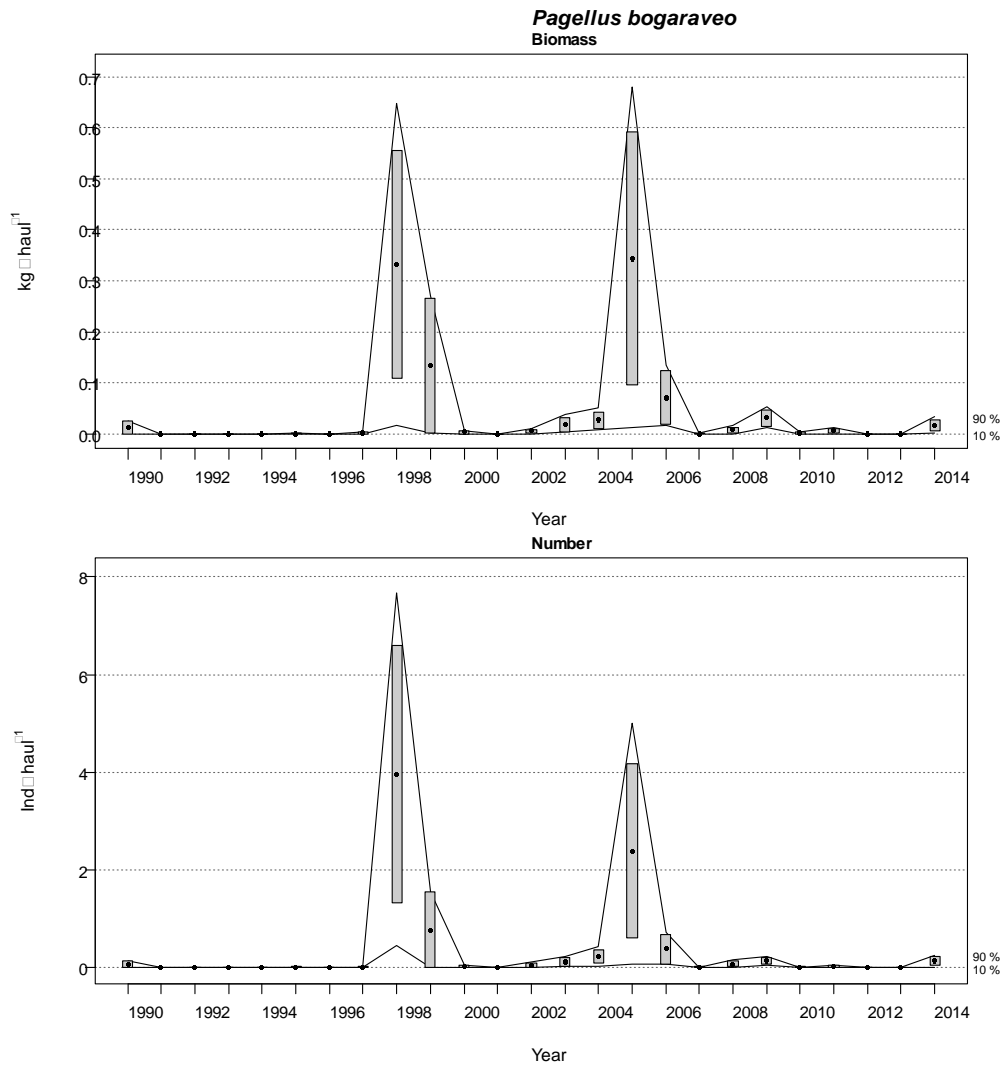 Pagellus bogaraveo
Biomass
kg □ haul□1
0.7
0.6
0.5
0.4
0.3
0.2
0.1
0.0
90 %
10 %
1990 1992 1994 1996 1998 2000 2002 2004 2006 2008 2010 2012 2014
Year
Number
Ind□ haul□1
8
6
4
2
0
90 %
10 %
1990 1992 1994 1996 1998 2000 2002 2004 2006 2008 2010 2012 2014
Year